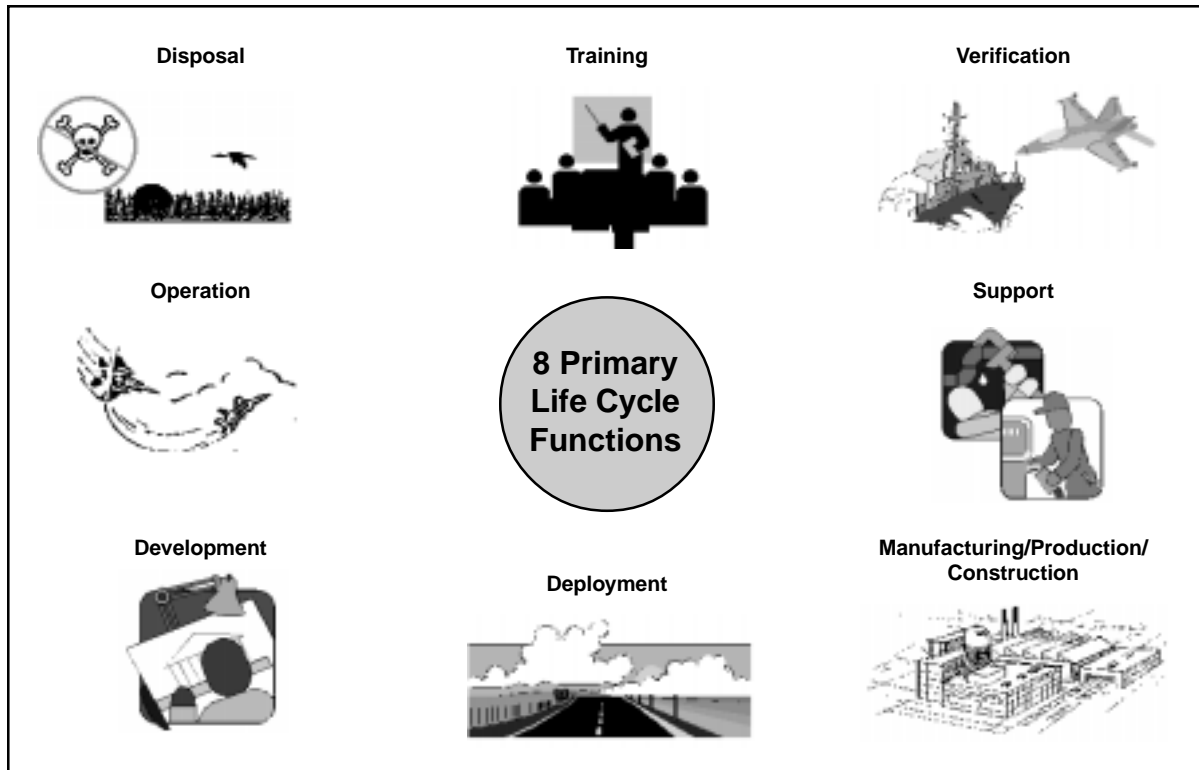 Disposal
Training
Verification
Operation
8 Primary
Life Cycle
Functions
Support
Development
Deployment
Manufacturing/Production/
Construction